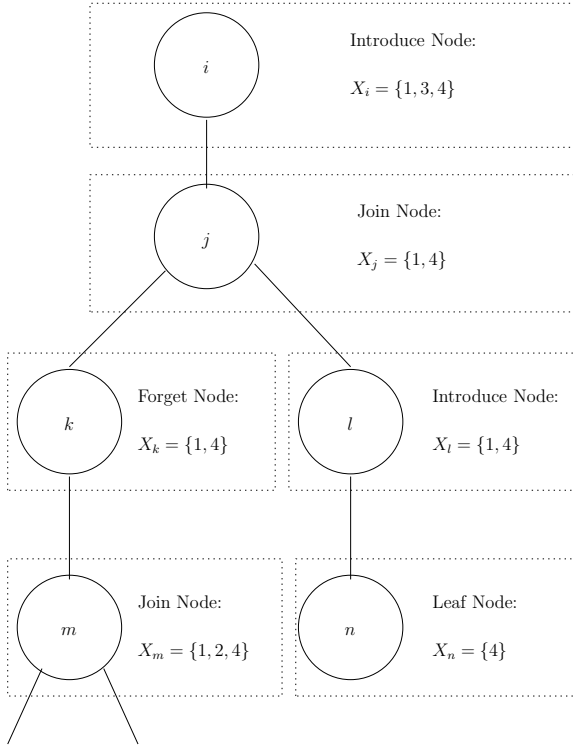 i
Introduce Node:
X_i = {1, 3, 4}
j
Join Node:
X_j = {1, 4}
k
Forget Node:
X_k = {1, 4}
l
Introduce Node:
X_l = {1, 4}
m
Join Node:
X_m = {1, 2, 4}
n
Leaf Node:
X_n = {4}